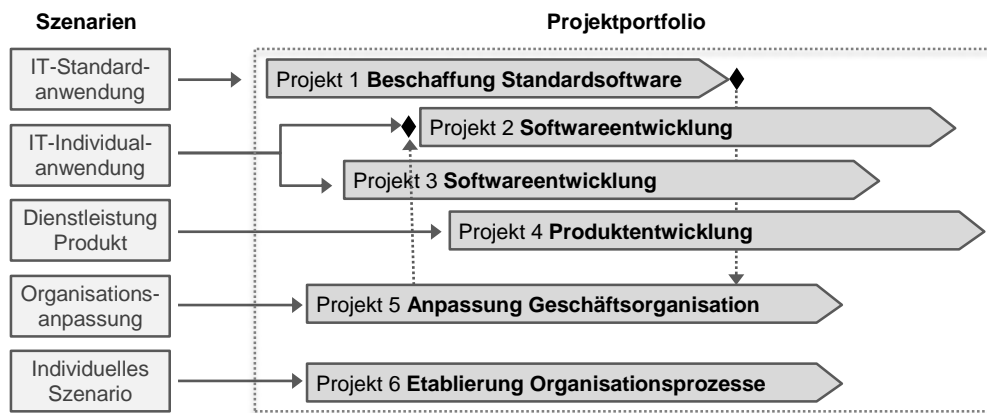 Szenarien
Projektportfolio
IT-Standard-
anwendung
Projekt 1 Beschaffung Standardsoftware
IT-Individual-
anwendung
Projekt 2 Softwareentwicklung
Projekt 3 Softwareentwicklung
Dienstleistung
Produkt
Projekt 4 Produktentwicklung
Organisations-
anpassung
Projekt 5 Anpassung Geschäftsorganisation
Individuelles
Szenario
Projekt 6 Etablierung Organisationsprozesse